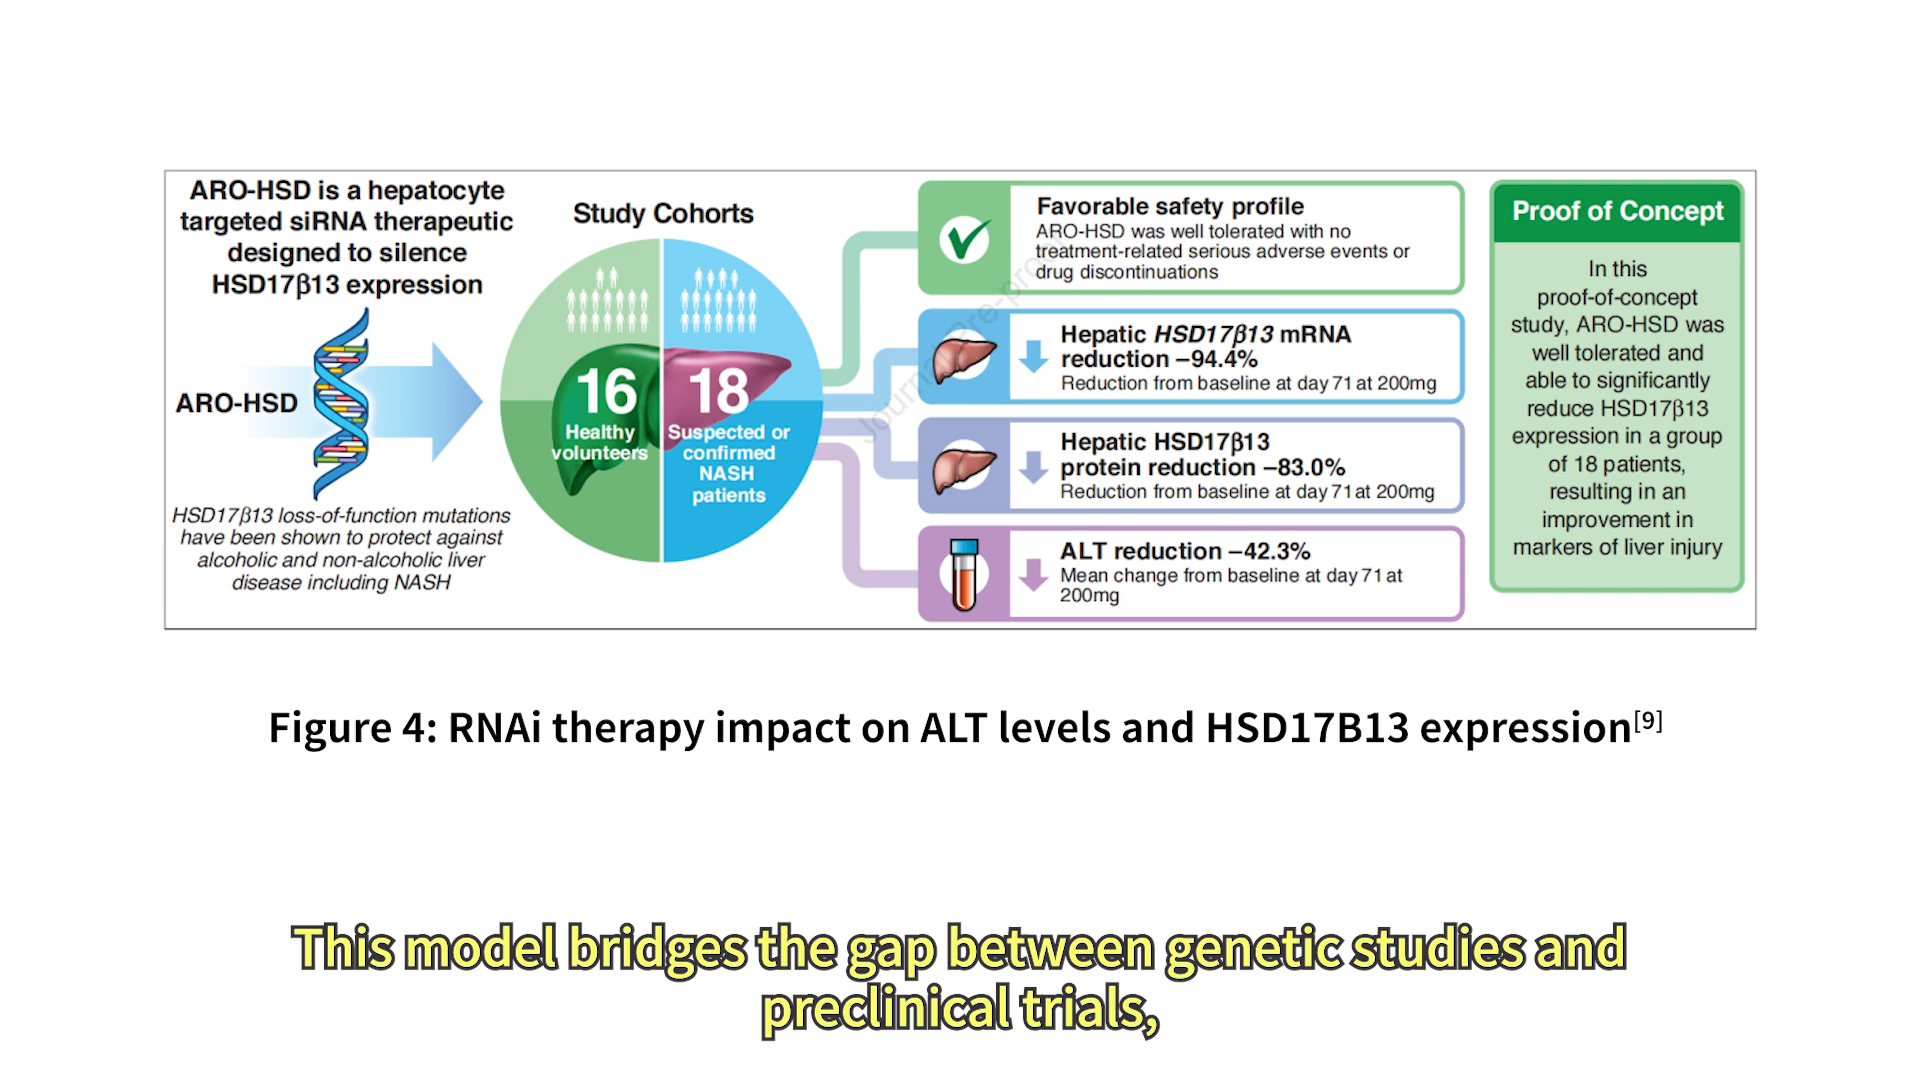 ARO-HSD is a hepatocyte
targeted siRNA therapeutic
designed to silence
HSD17β13 expression
ARO-HSD
HSD17β13 loss-of-function mutations
have been shown to protect against
alcoholic and non-alcoholic liver
disease including NASH
Study Cohorts
16
Healthy
volunteers
18
Suspected or
confirmed
NASH
patients
Favorable safety profile
ARO-HSD was well tolerated with no
treatment-related serious adverse events or
drug discontinuations
Hepatic HSD17β13 mRNA
reduction –94.4%
Reduction from baseline at day 71 at 200mg
Hepatic HSD17β13
protein reduction –83.0%
Reduction from baseline at day 71 at 200mg
ALT reduction –42.3%
Mean change from baseline at day 71 at
200mg
Journal Pre-proof
Proof of Concept
In this
proof-of-concept
study, ARO-HSD was
well tolerated and
able to significantly
reduce HSD17β13
expression in a group
of 18 patients,
resulting in an
improvement in
markers of liver injury
Figure 4: RNAi therapy impact on ALT levels and HSD17B13 expression[9]
This model bridges the gap between genetic studies and
preclinical trials,